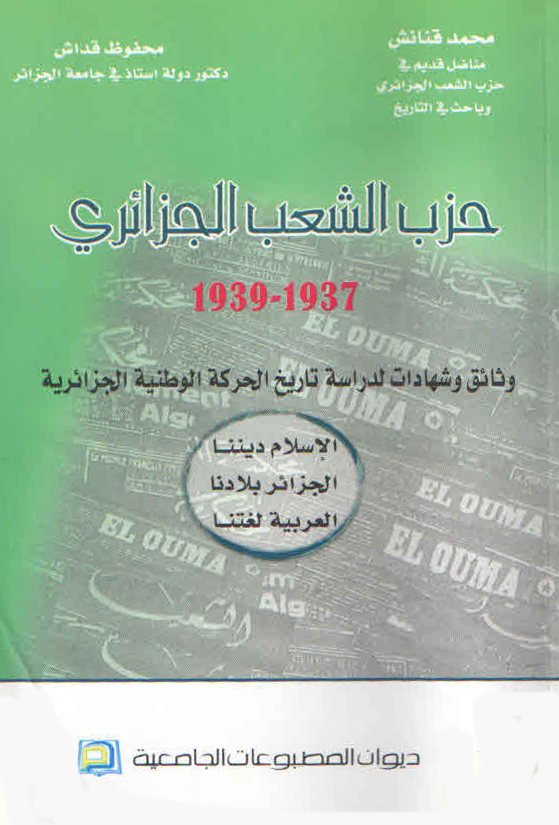 محمد قنانش
مناضل قديم في
حزب الشعب الجزائري
وباحث في التاريخ
محفوظ قداش
دكتور دولة استاذ في جامعة الجزائر
حزب الشعب الجزائري
1939-1937
وثائق وشهادات لدراسة تاريخ الحركة الوطنية الجزائرية
الإسلام ديننا
الجزائر بلادنا
العربية لغتنا
EL OUMA
EL OUMA
EL OUMA
EL OUMA
Alg
الشعب
ديوان المطبوعات الجامعية